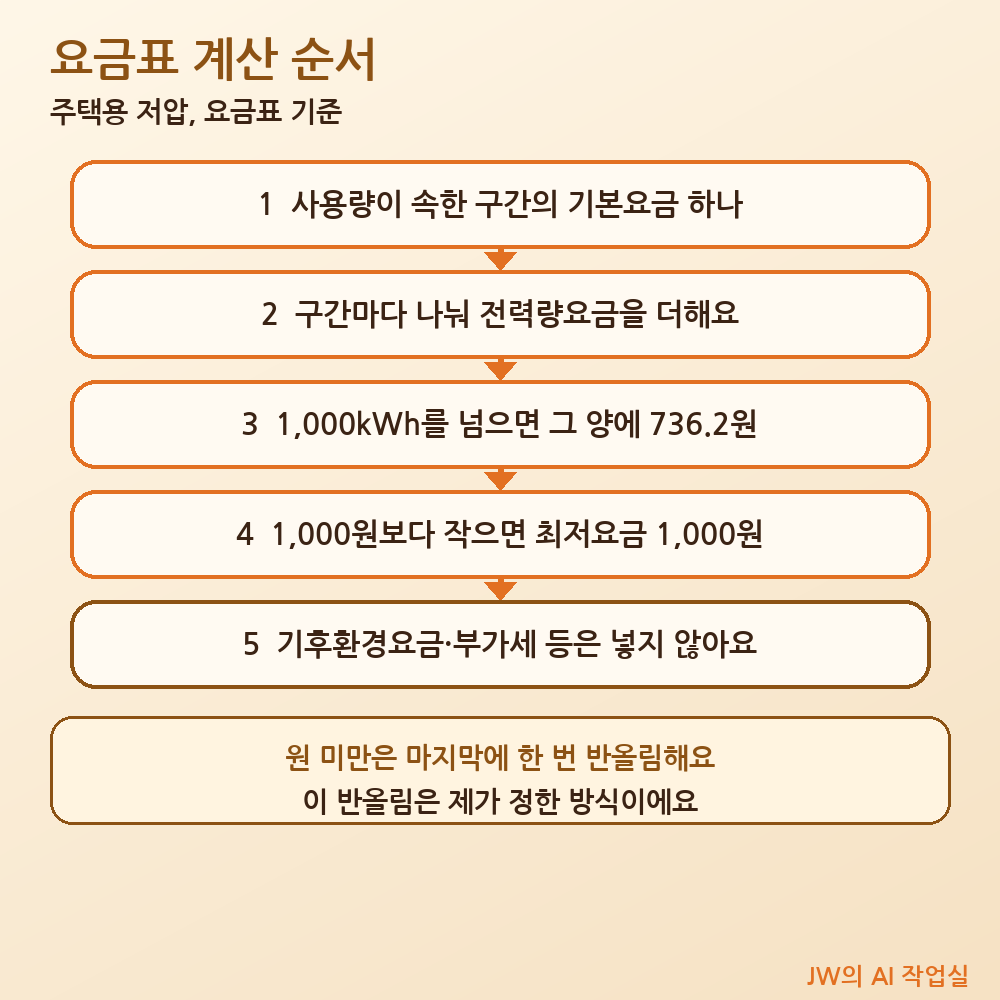 요금표 계산 순서
주택용 저압, 요금표 기준
1 사용량이 속한 구간의 기본요금 하나
2 구간마다 나눠 전력량요금을 더해요
3 1,000kWh를 넘으면 그 양에 736.2원
4 1,000원보다 작으면 최저요금 1,000원
5 기후환경요금·부가세 등은 넣지 않아요
원 미만은 마지막에 한 번 반올림해요
이 반올림은 제가 정한 방식이에요
JW의 AI 작업실